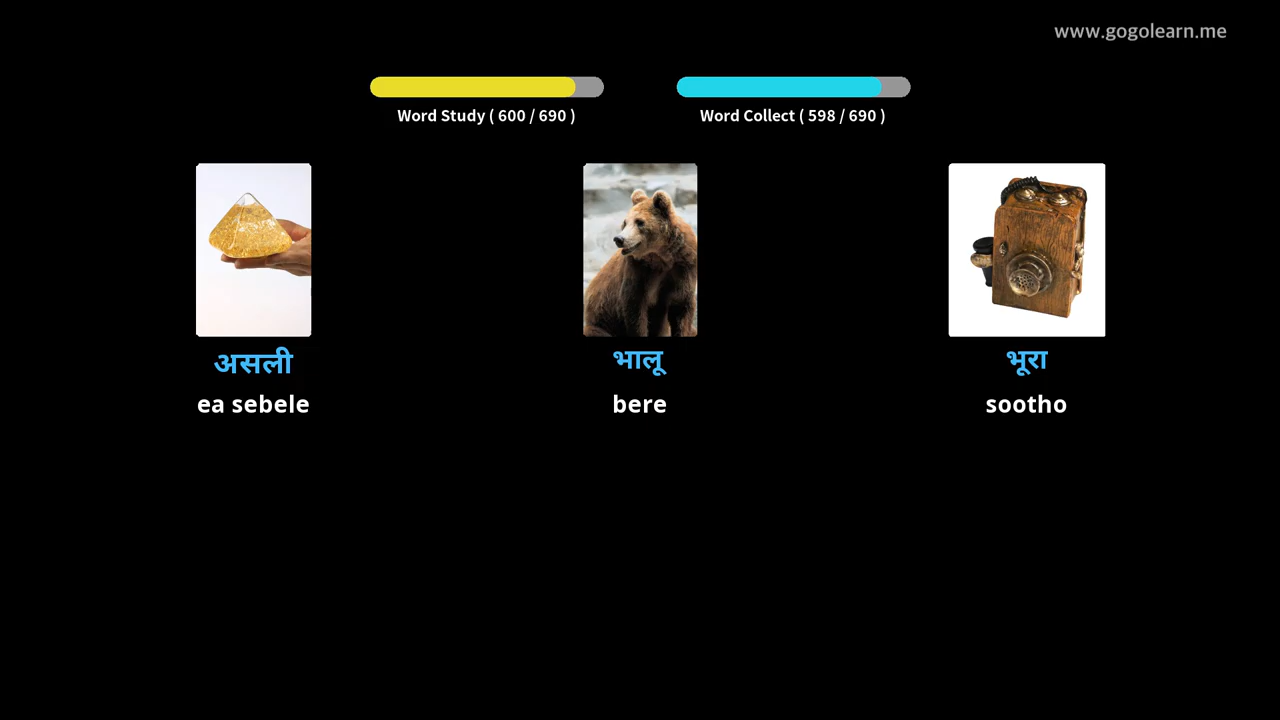 www.gogolearn.me
Word Study ( 600 / 690 )
Word Collect ( 598 / 690 )
असली
भालू
भूरा
ea sebele
bere
sootho